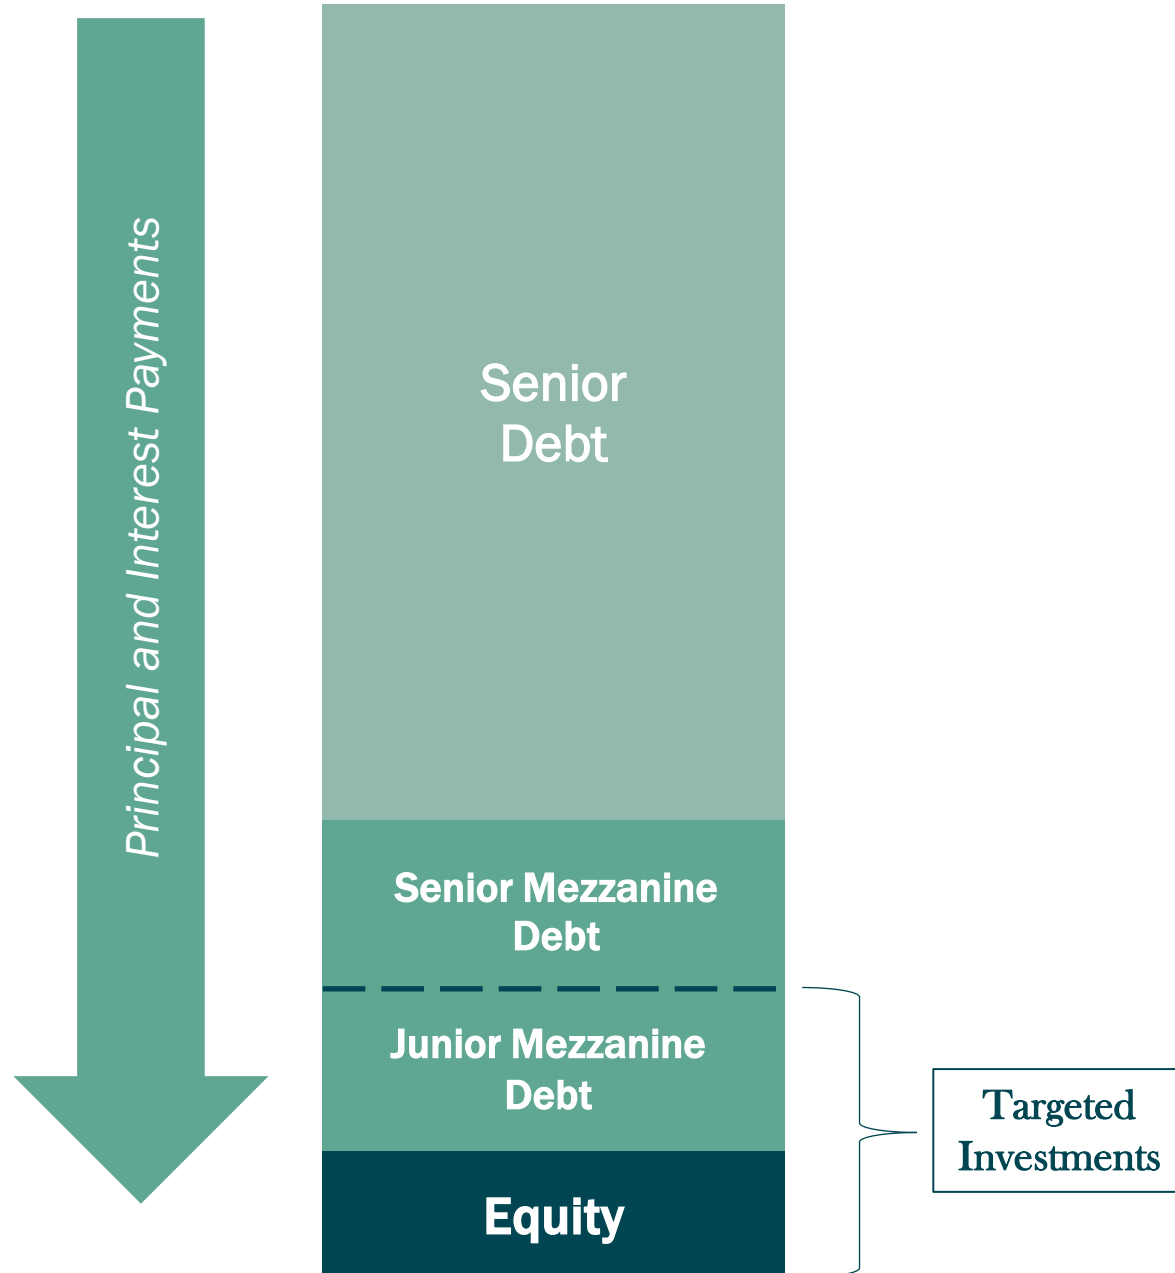 Principal and Interest Payments
Senior
Debt
Senior Mezzanine
Debt
Junior Mezzanine
Debt
Equity
Targeted
Investments